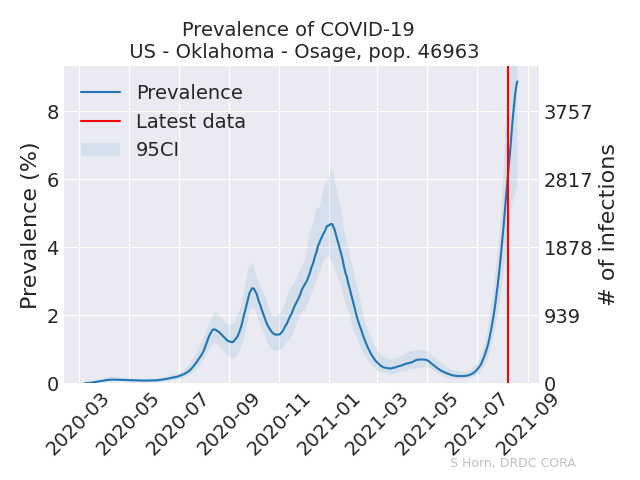 Prevalence of COVID-19
US - Oklahoma - Osage, pop. 46963
Prevalence
Latest data
95CI
Prevalence (%)
8
6
4
2
0
3757
2817
1878
939
0
# of infections
2020-03
2020-05
2020-07
2020-09
2020-11
2021-01
2021-03
2021-05
2021-07
2021-09
S Horn, DRDC CORA